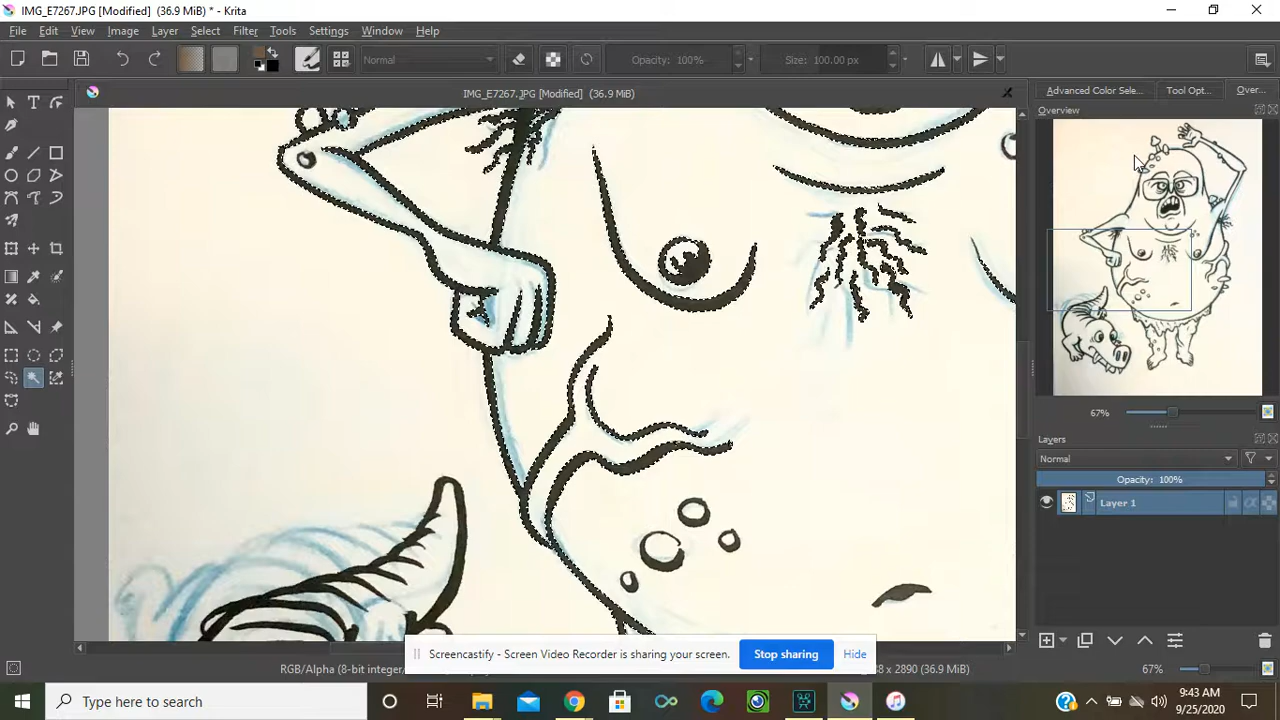 IMG_E7267.JPG [Modified] (36.9 MiB) * - Krita
File Edit View Image Layer Select Filter Tools Settings Window Help
Normal
Opacity: 100%
Size: 100.00 px
IMG_E7267.JPG [Modified] (36.9 MiB)
Advanced Color Sele...
Tool Opt...
Over...
Overview
67%
Layers
Normal
Opacity: 100%
Layer 1
Screencastify - Screen Video Recorder is sharing your screen.
Stop sharing
Hide
RGB/Alpha (8-bit integer/
2890 (36.9 MiB)
67%
Type here to search
9:43 AM
9/25/2020